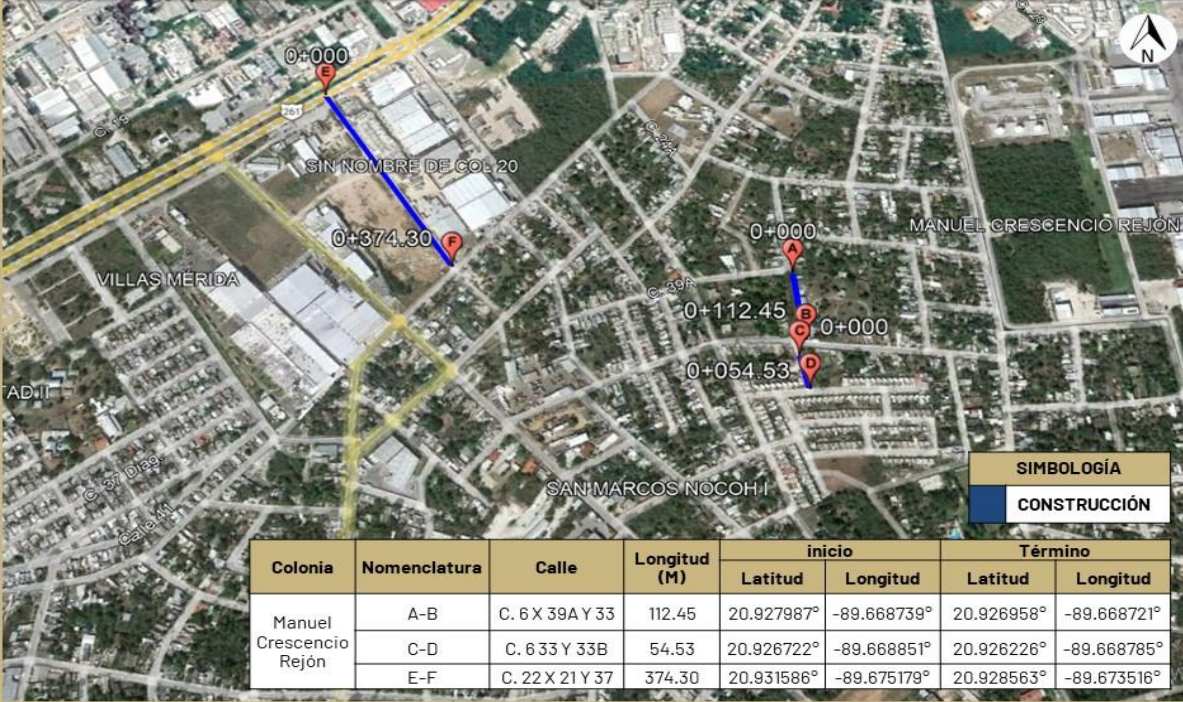 N
C. 23
0+000
E
261
C. 19
C. 24A
SIN NOMBRE DE COL 20
0+374.30
F
0+000
A
MANUEL CRESCENCIO REJÓN
VILLAS MÉRIDA
C. 39A
0+112.45
B
C
0+000
0+054.53
D
TAD II
C. 37 Diag.
Calle 41
SAN MARCOS NOCOH I
SIMBOLOGÍA
CONSTRUCCIÓN
Colonia Nomenclatura Calle Longitud (M) inicio Término
Latitud Longitud Latitud Longitud
Manuel Crescencio Rejón
A-B C. 6 X 39A Y 33 112.45 20.927987° -89.668739° 20.926958° -89.668721°
C-D C. 6 33 Y 33B 54.53 20.926722° -89.668851° 20.926226° -89.668785°
E-F C. 22 X 21 Y 37 374.30 20.931586° -89.675179° 20.928563° -89.673516°